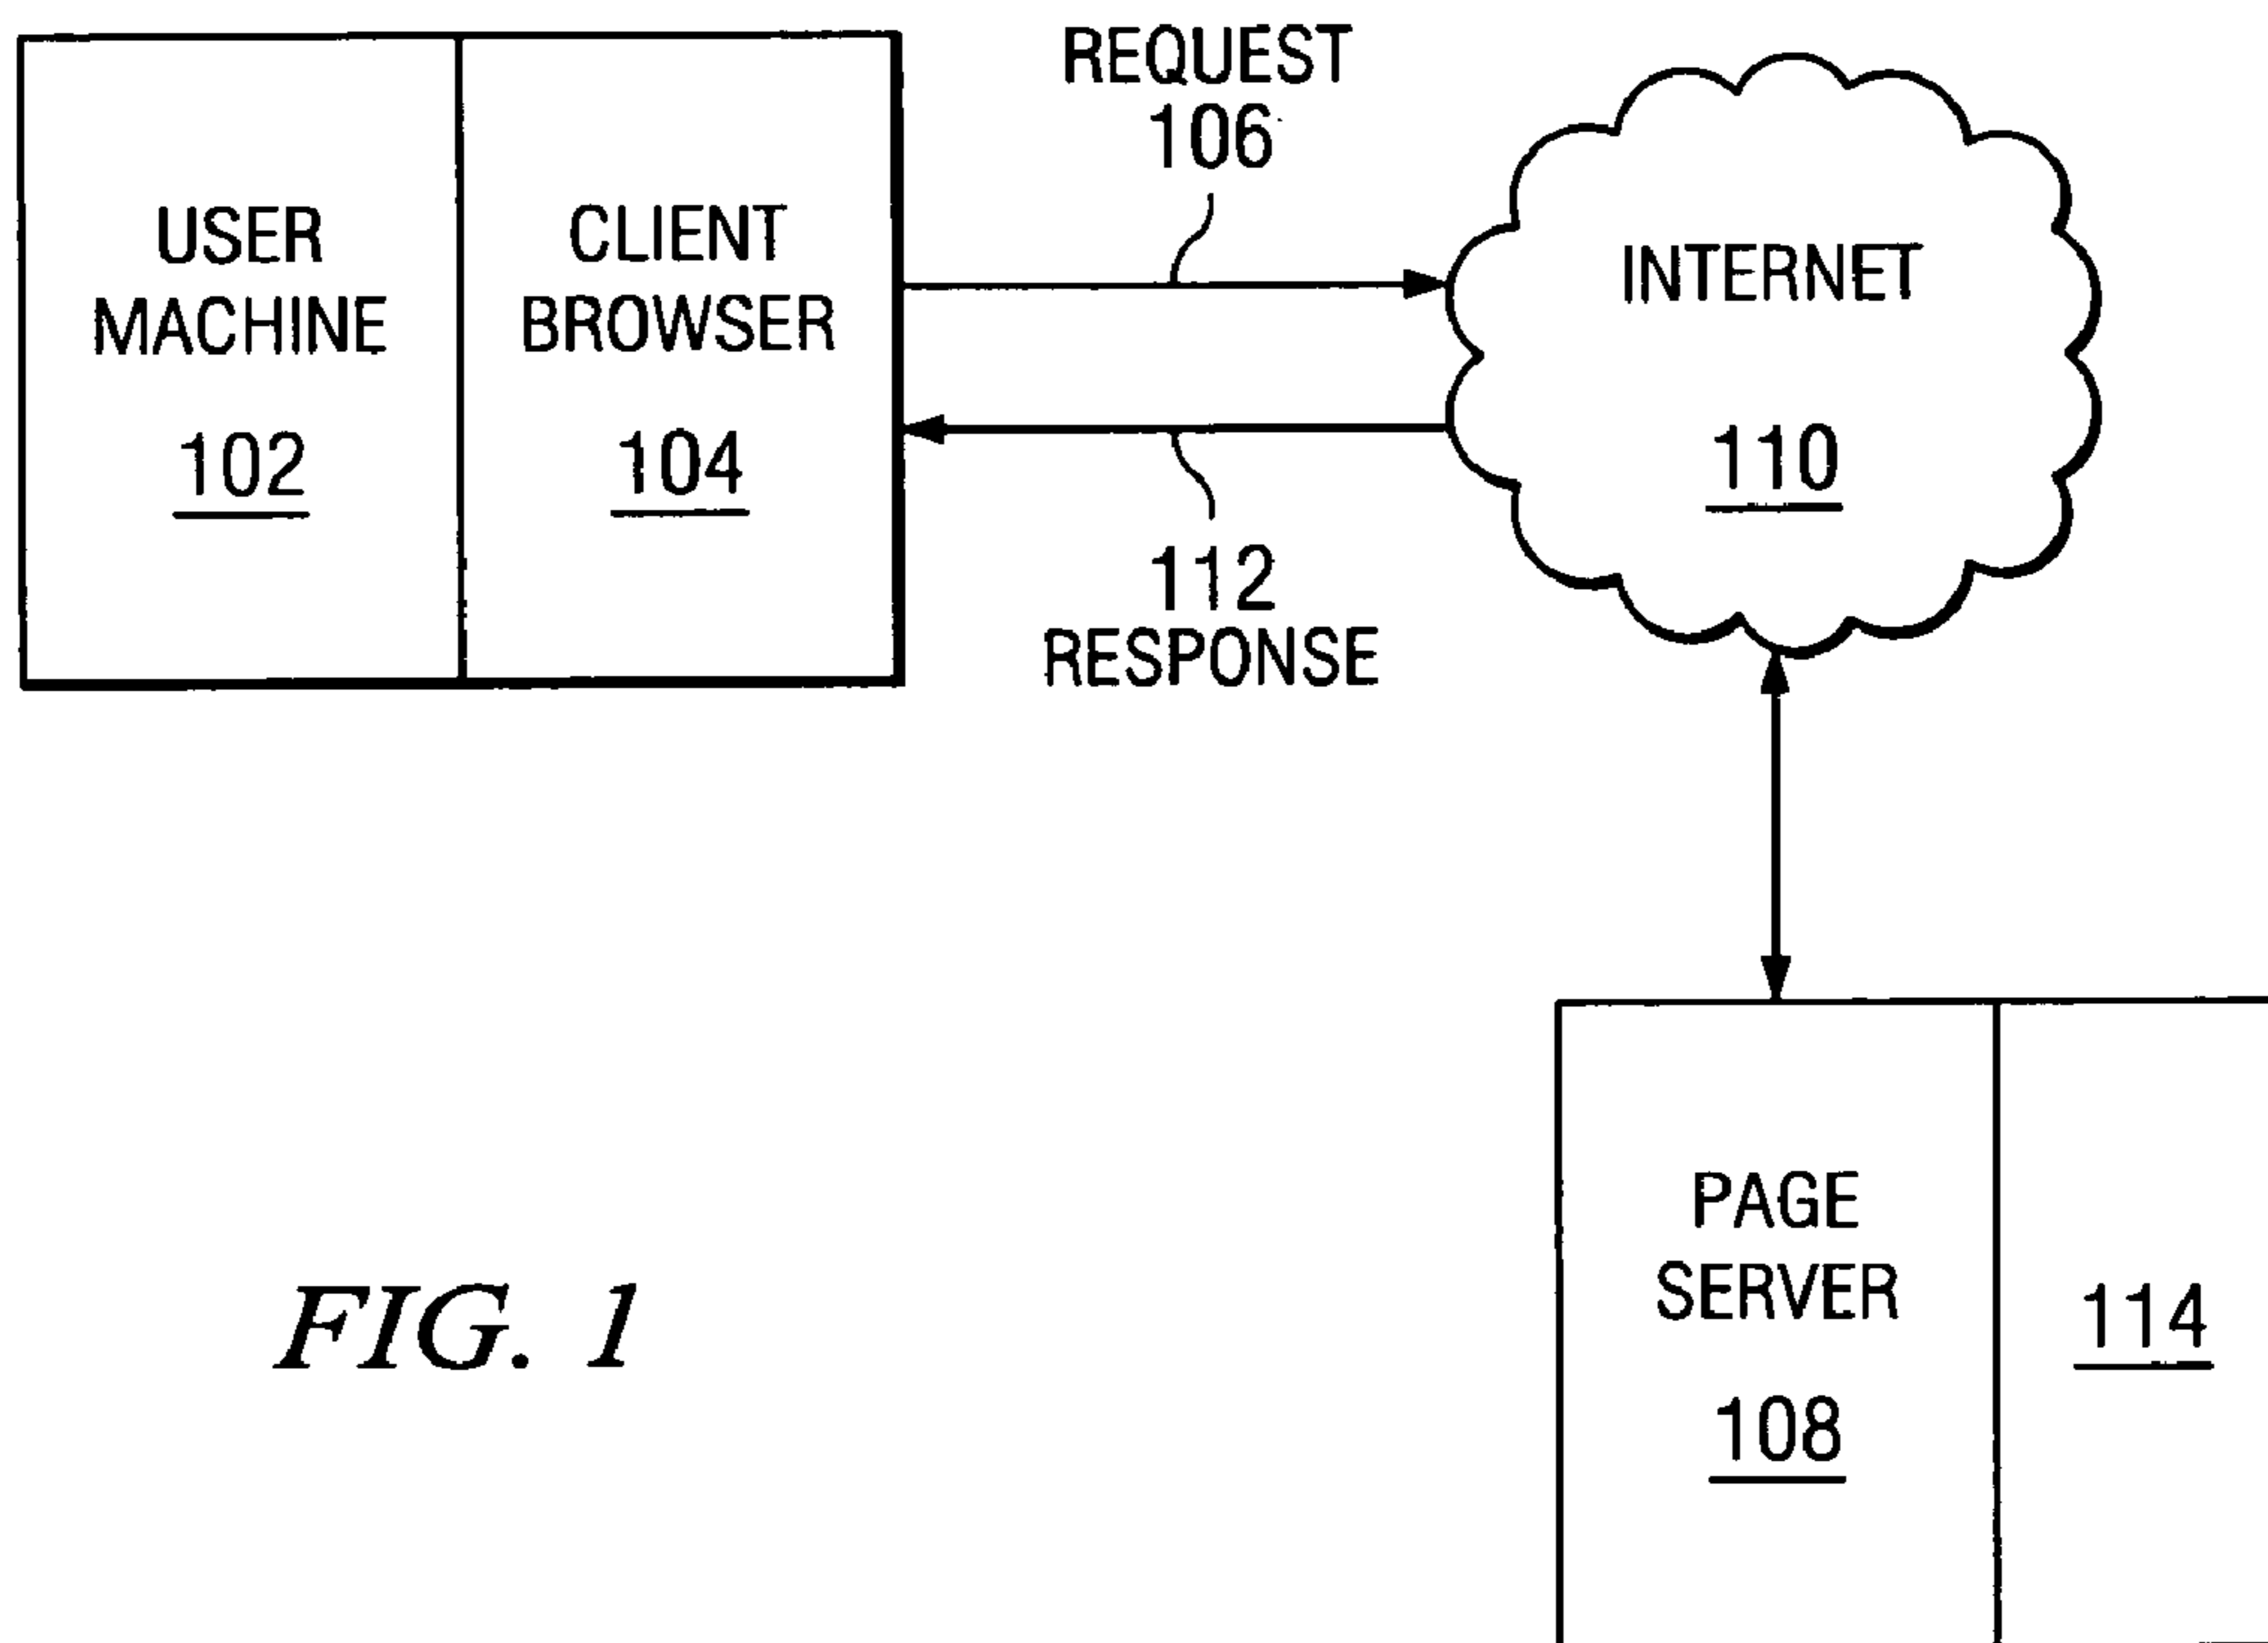 USER
MACHINE
102
CLIENT
BROWSER
104
REQUEST
106
112
RESPONSE
INTERNET
110
PAGE
SERVER
108
114
FIG. 1